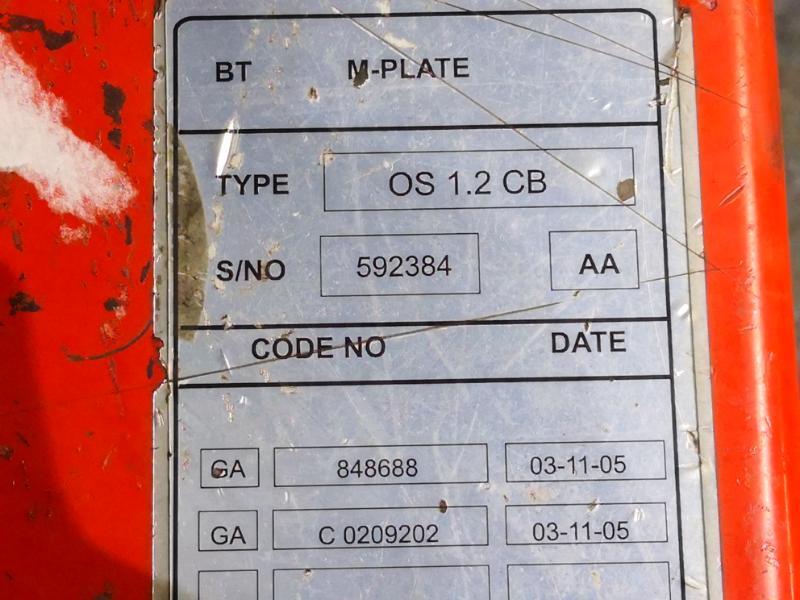 BT M-PLATE
TYPE OS 1.2 CB
S/NO 592384 AA
CODE NO DATE
GA 848688 03-11-05
GA C 0209202 03-11-05